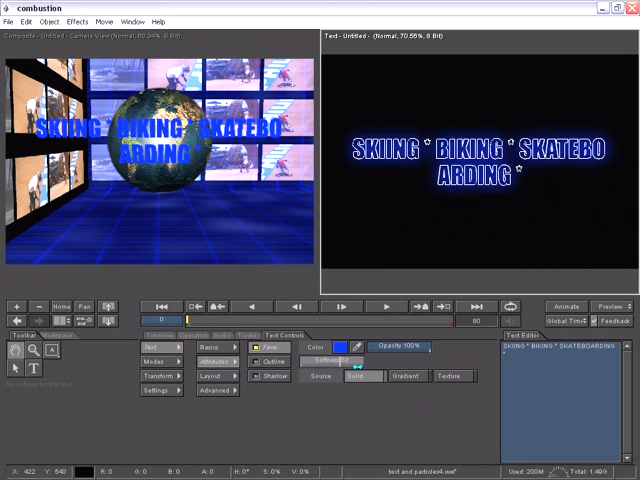 combustion
File Edit Object Effects Movie Window Help
Composite - Untitled - Camera View (Normal, 68.34%, 8 Bit)
Text - Untitled - (Normal, 70.66%, 8 Bit)
SKIING * BIKING * SKATEBO
ARDING *
SKIING * BIKING * SKATEBO
ARDING *
+ - Home Pan
Animate Preview
0 80
Global Time Feedback
Toolbar Workspace
Timeline Operators Audio Tracker Text Controls
Text Editor
Text Basics Face Color Opacity 100%
SKIING * BIKING * SKATEBOARDING
*
Modes Attributes Outline Softness
Transform Layout Shadow Source Solid Gradient Texture
No options for this tool
Settings Advanced
X: 422 Y: 640 R: 0 G: 0 B: 0 A: 0 H: 0° S: 0% V: 0% text and particles4.cws* Used: 200M Total: 1.49G